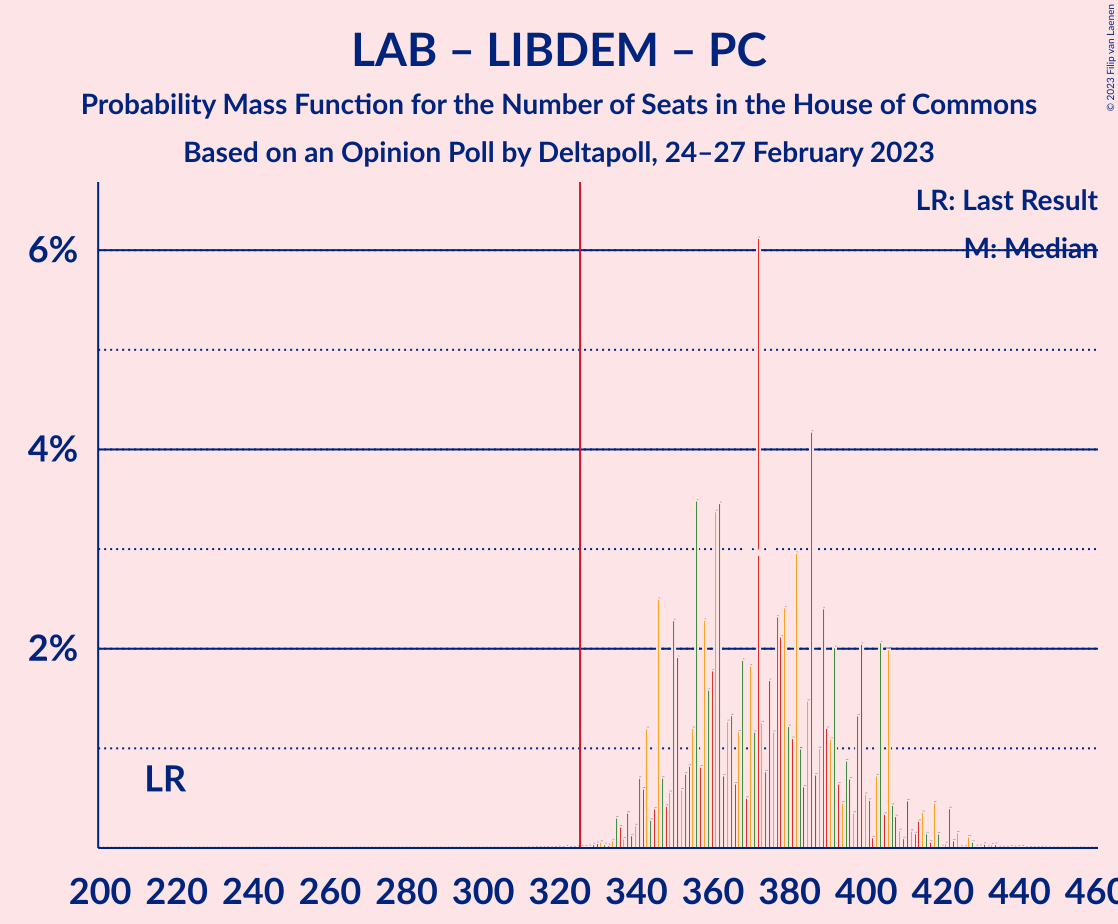 LAB – LIBDEM – PC
Probability Mass Function for the Number of Seats in the House of Commons
Based on an Opinion Poll by Deltapoll, 24–27 February 2023
© 2023 Filip van Laenen
LR: Last Result
M: Median
6%
4%
2%
LR
200 220 240 260 280 300 320 340 360 380 400 420 440 460